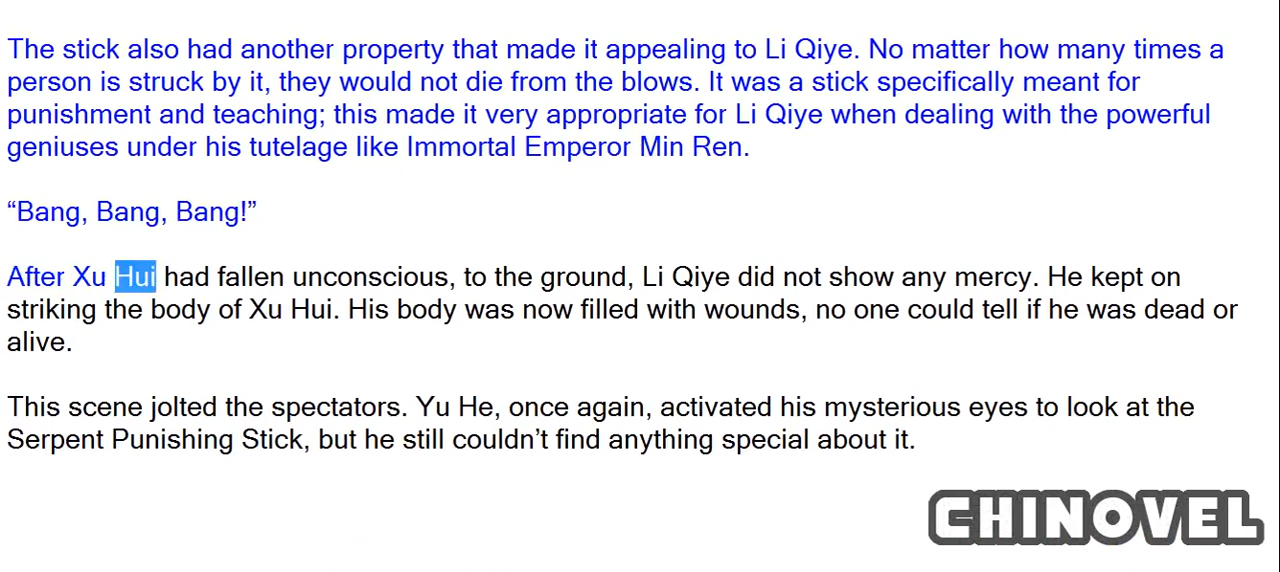 The stick also had another property that made it appealing to Li Qiye. No matter how many times a
person is struck by it, they would not die from the blows. It was a stick specifically meant for
punishment and teaching; this made it very appropriate for Li Qiye when dealing with the powerful
geniuses under his tutelage like Immortal Emperor Min Ren.
“Bang, Bang, Bang!”
After Xu Hui had fallen unconscious, to the ground, Li Qiye did not show any mercy. He kept on
striking the body of Xu Hui. His body was now filled with wounds, no one could tell if he was dead or
alive.
This scene jolted the spectators. Yu He, once again, activated his mysterious eyes to look at the
Serpent Punishing Stick, but he still couldn’t find anything special about it.
CHINOVEL